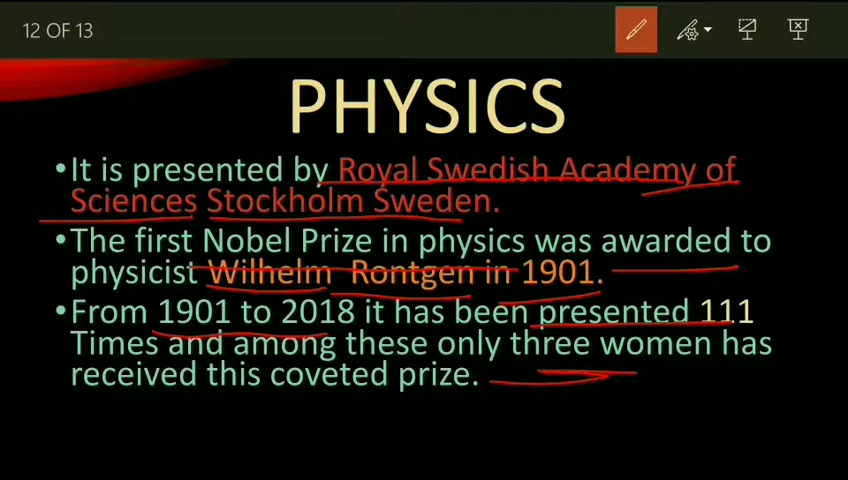 12 OF 13
PHYSICS
•It is presented by Royal Swedish Academy of
Sciences Stockholm Sweden.
•The first Nobel Prize in physics was awarded to
physicist Wilhelm Rontgen in 1901.
•From 1901 to 2018 it has been presented 111
Times and among these only three women has
received this coveted prize.